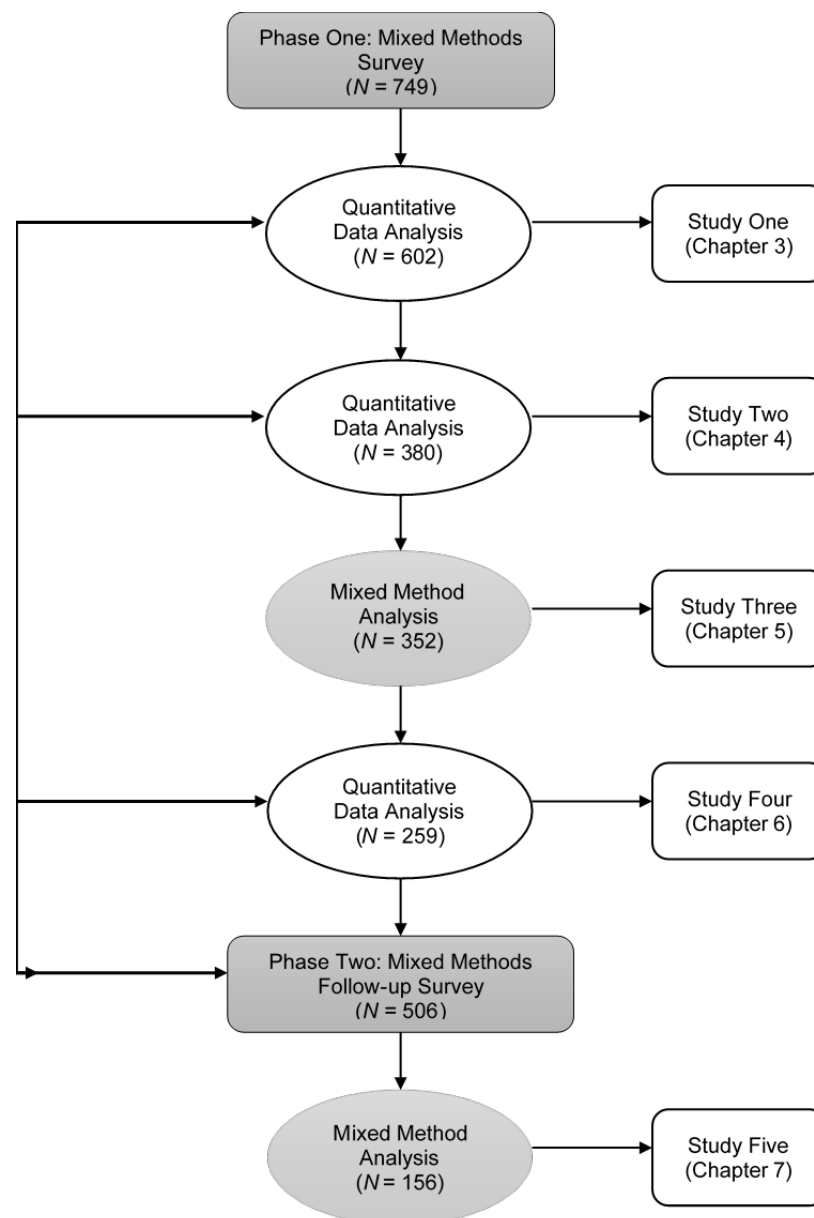 Phase One: Mixed Methods
Survey
(N = 749)
Quantitative
Data Analysis
(N = 602)
Study One
(Chapter 3)
Quantitative
Data Analysis
(N = 380)
Study Two
(Chapter 4)
Mixed Method
Analysis
(N = 352)
Study Three
(Chapter 5)
Quantitative
Data Analysis
(N = 259)
Study Four
(Chapter 6)
Phase Two: Mixed Methods
Follow-up Survey
(N = 506)
Mixed Method
Analysis
(N = 156)
Study Five
(Chapter 7)